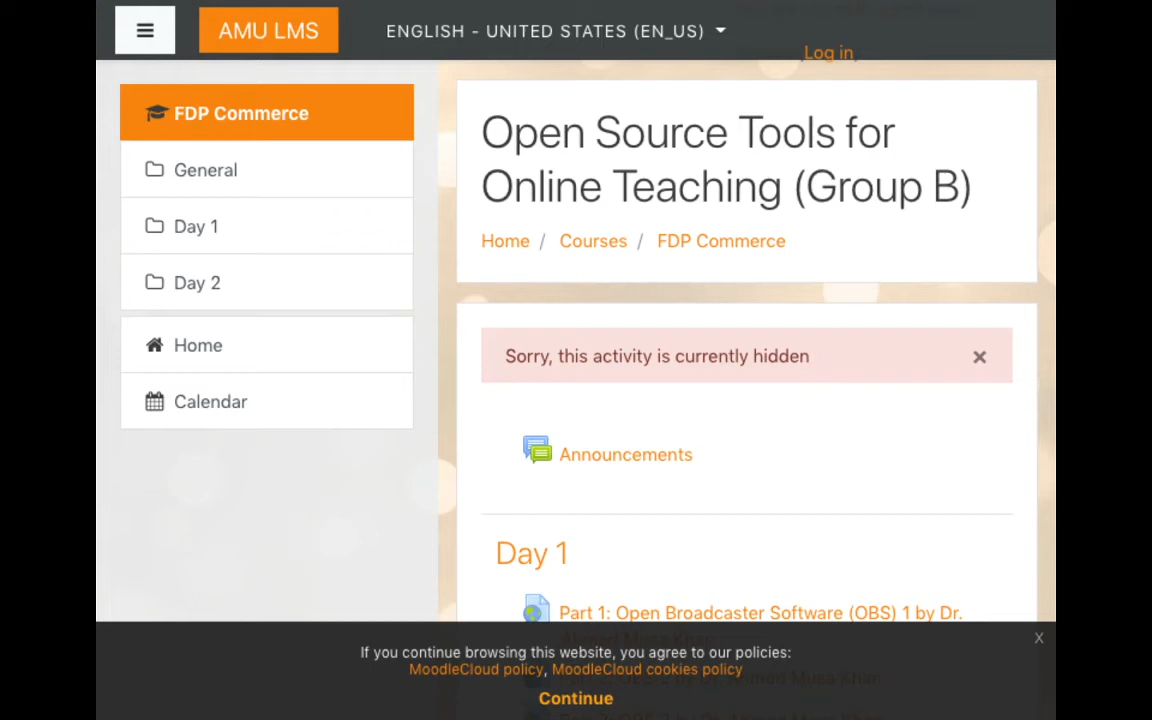 AMU LMS
ENGLISH - UNITED STATES (EN_US)
Log in
FDP Commerce
General
Day 1
Day 2
Home
Calendar
Open Source Tools for
Online Teaching (Group B)
Home / Courses / FDP Commerce
Sorry, this activity is currently hidden ×
Announcements
Day 1
Part 1: Open Broadcaster Software (OBS) 1 by Dr.
Ahmed Musa Khan
X
If you continue browsing this website, you agree to our policies:
MoodleCloud policy, MoodleCloud cookies policy
Continue